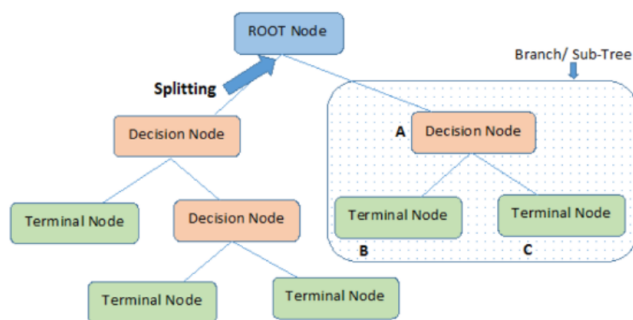 ROOT Node
Branch/ Sub-Tree
Splitting
Decision Node
A Decision Node
Terminal Node
Decision Node
Terminal Node
Terminal Node
B
C
Terminal Node
Terminal Node